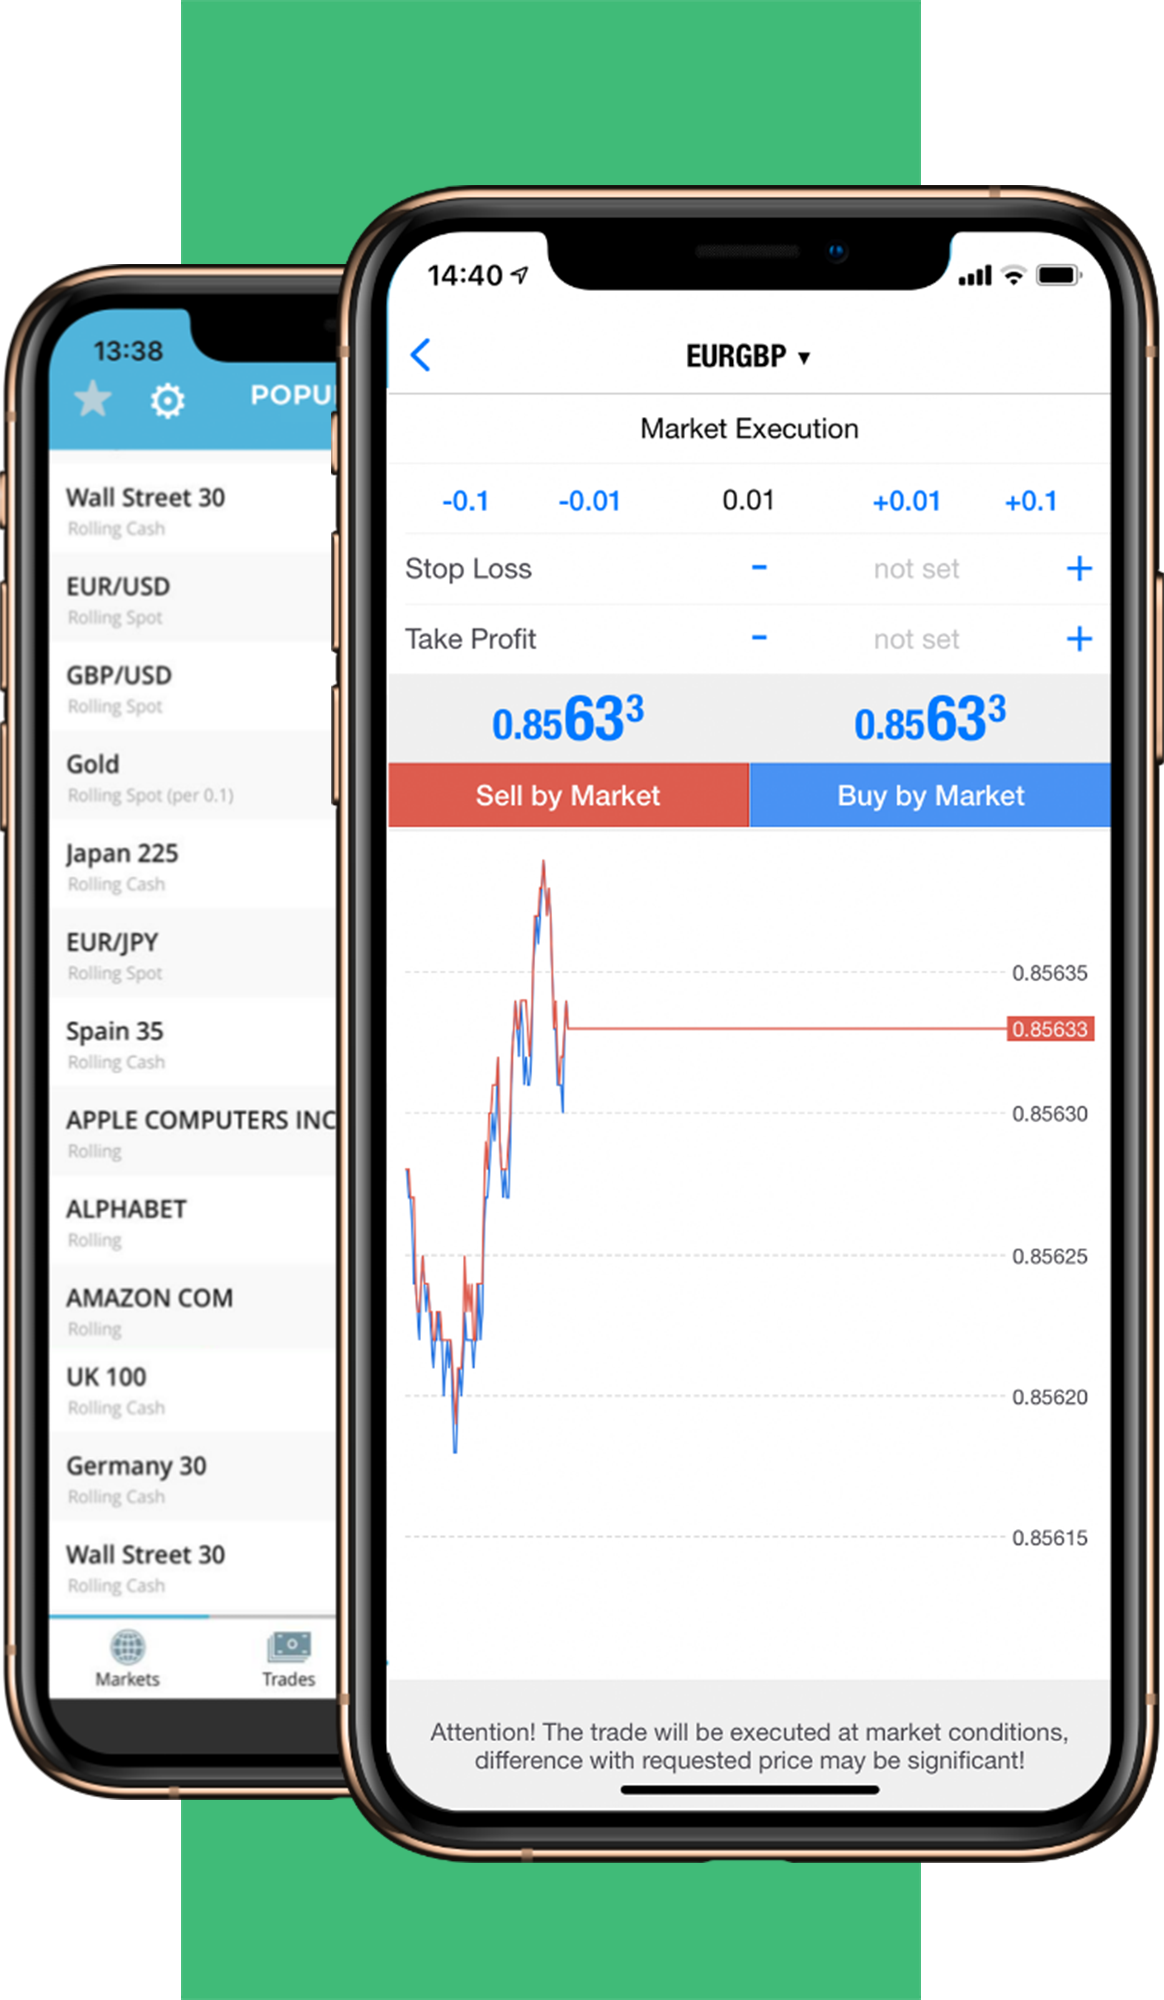 13:38
POPU
Wall Street 30
Rolling Cash
EUR/USD
Rolling Spot
GBP/USD
Rolling Spot
Gold
Rolling Spot (per 0.1)
Japan 225
Rolling Cash
EUR/JPY
Rolling Spot
Spain 35
Rolling Cash
APPLE COMPUTERS INC
Rolling
ALPHABET
Rolling
AMAZON COM
Rolling
UK 100
Rolling Cash
Germany 30
Rolling Cash
Wall Street 30
Rolling Cash
Markets Trades
14:40
EURGBP
Market Execution
-0.1 -0.01 0.01 +0.01 +0.1
Stop Loss - not set +
Take Profit - not set +
0.85633 0.85633
Sell by Market Buy by Market
0.85635
0.85633
0.85630
0.85625
0.85620
0.85615
Attention! The trade will be executed at market conditions,
difference with requested price may be significant!